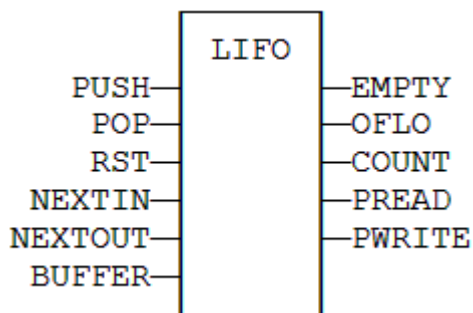 LIFO
PUSH EMPTY
POP OFLO
RST COUNT
NEXTIN PREAD
NEXTOUT PWRITE
BUFFER